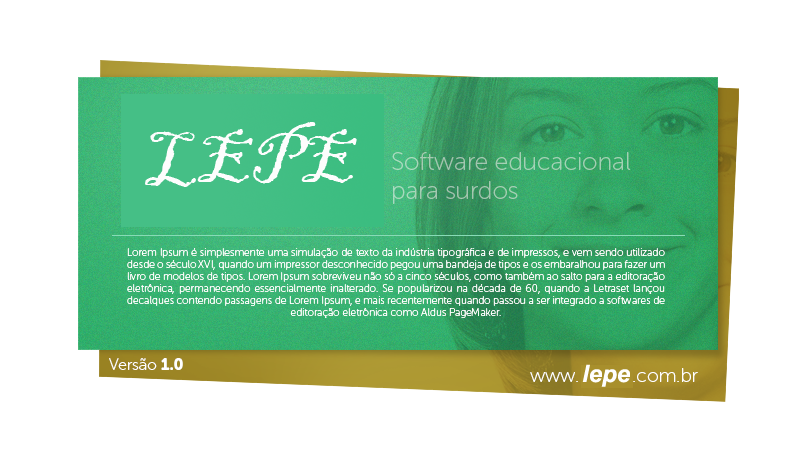 LEPE
Software educacional
para surdos
Lorem Ipsum é simplesmente uma simulação de texto da indústria tipográfica e de impressos, e vem sendo utilizado
desde o século XVI, quando um impressor desconhecido pegou uma bandeja de tipos e os embaralhou para fazer um
livro de modelos de tipos. Lorem Ipsum sobreviveu não só a cinco séculos, como também ao salto para a editoração
eletrônica, permanecendo essencialmente inalterado. Se popularizou na década de 60, quando a Letraset lançou
decalques contendo passagens de Lorem Ipsum, e mais recentemente quando passou a ser integrado a softwares de
editoração eletrônica como Aldus PageMaker.
Versão 1.0
www.lepe.com.br